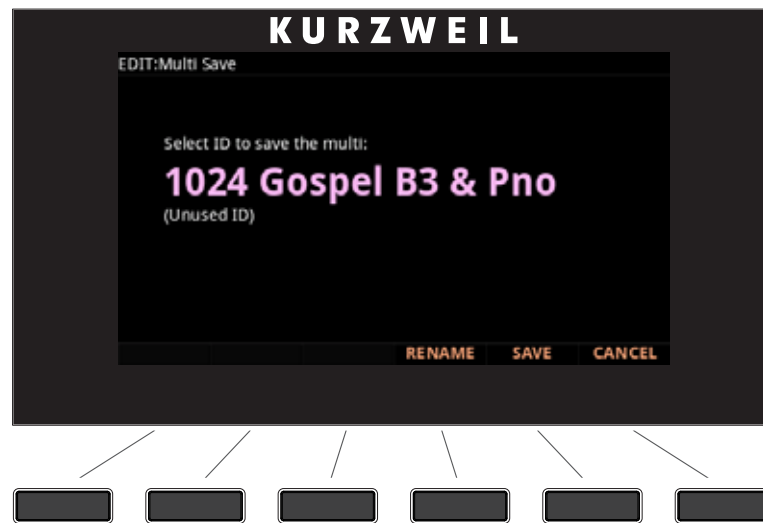 KURZWEIL
EDIT:Multi Save
Select ID to save the multi:
1024 Gospel B3 & Pno
(Unused ID)
RENAME SAVE CANCEL